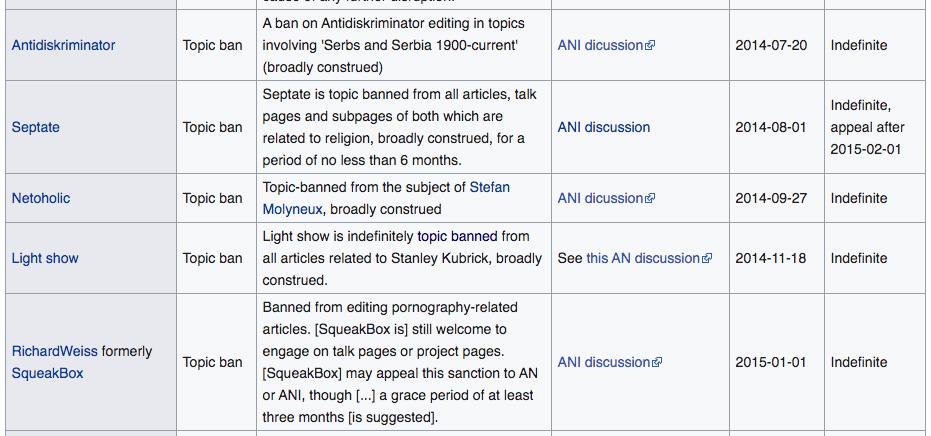 cause of any further disruption.
Antidiskriminator
Topic ban
A ban on Antidiskriminator editing in topics
involving 'Serbs and Serbia 1900-current'
(broadly construed)
ANI dicussion
2014-07-20
Indefinite
Septate
Topic ban
Septate is topic banned from all articles, talk
pages and subpages of both which are
related to religion, broadly construed, for a
period of no less than 6 months.
ANI discussion
2014-08-01
Indefinite,
appeal after
2015-02-01
Netoholic
Topic ban
Topic-banned from the subject of Stefan
Molyneux, broadly construed
ANI dicussion
2014-09-27
Indefinite
Light show
Topic ban
Light show is indefinitely topic banned from
all articles related to Stanley Kubrick, broadly
construed.
See this AN discussion
2014-11-18
Indefinite
RichardWeiss formerly
SqueakBox
Topic ban
Banned from editing pornography-related
articles. [SqueakBox is] still welcome to
engage on talk pages or project pages.
[SqueakBox] may appeal this sanction to AN
or ANI, though [...] a grace period of at least
three months [is suggested].
ANI discussion
2015-01-01
Indefinite